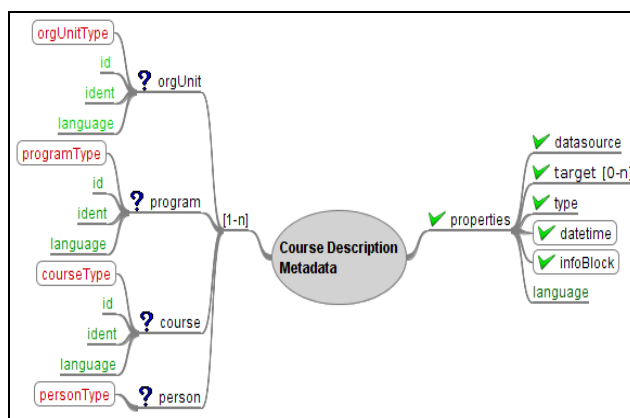 orgUnitType
id
? orgUnit
ident
language
programType
id
? program
ident
language
[1-n]
courseType
id
? course
ident
language
personType
? person
Course Description
Metadata
properties
datasource
target [0-n]
type
datetime
infoBlock
language